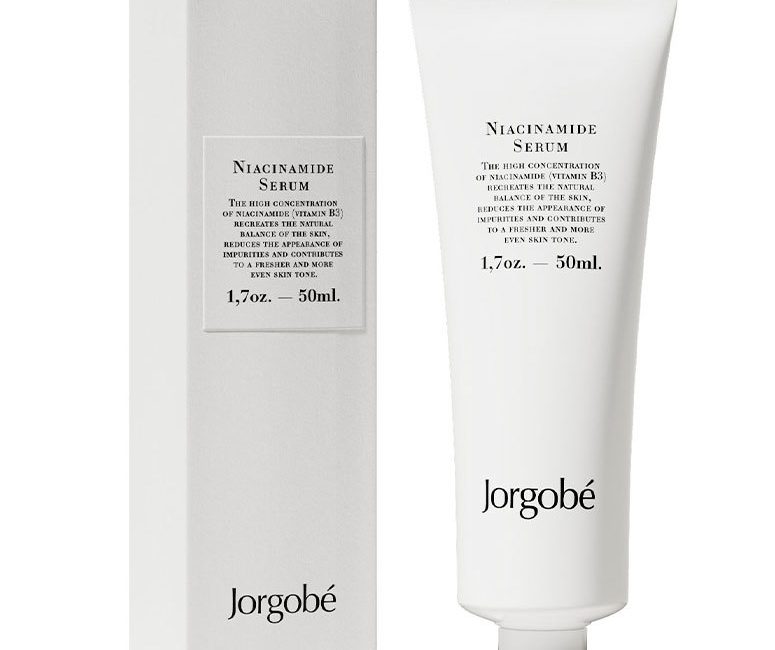 NIACINAMIDE
SERUM
THE HIGH CONCENTRATION
OF NIACINAMIDE (VITAMIN B3)
RECREATES THE NATURAL
BALANCE OF THE SKIN,
REDUCES THE APPEARANCE OF
IMPURITIES AND CONTRIBUTES
TO A FRESHER AND MORE
EVEN SKIN TONE.
1,7oz. — 50ml.
Jorgobé
NIACINAMIDE
SERUM
THE HIGH CONCENTRATION
OF NIACINAMIDE (VITAMIN B3)
RECREATES THE NATURAL
BALANCE OF THE SKIN,
REDUCES THE APPEARANCE OF
IMPURITIES AND CONTRIBUTES
TO A FRESHER AND MORE
EVEN SKIN TONE.
1,7oz. — 50ml.
Jorgobé